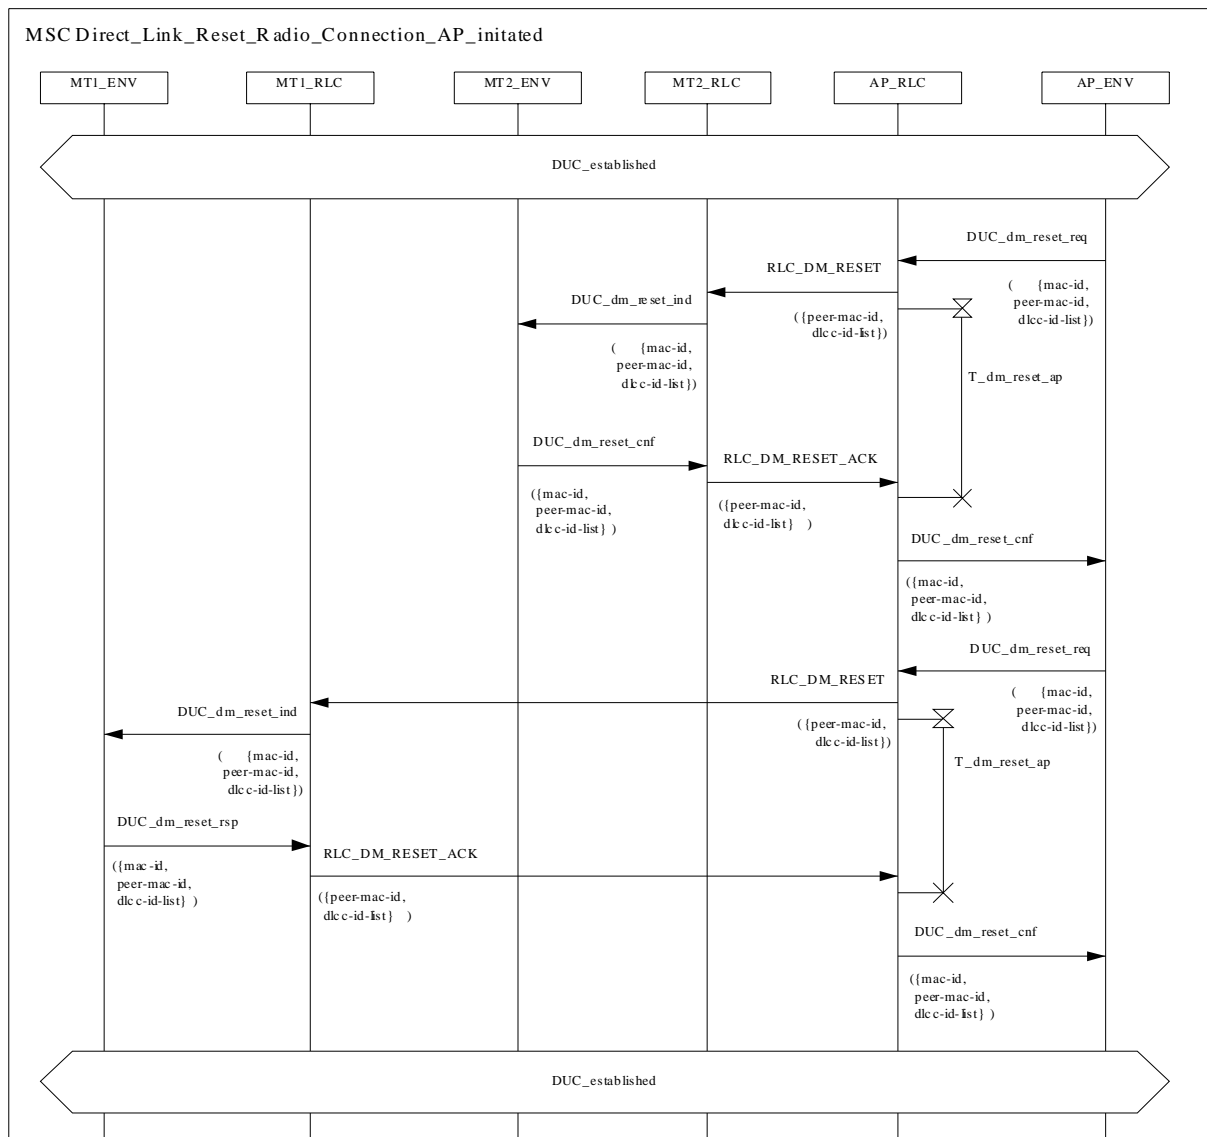 MSC Direct_Link_Reset_Radio_Connection_AP_initated
MT1_ENV
MT1_RLC
MT2_ENV
MT2_RLC
AP_RLC
AP_ENV
DUC_established
DUC_dm_reset_req
RLC_DM_RESET
( {mac-id,
peer-mac-id,
dlcc-id-list})
DUC_dm_reset_ind
({peer-mac-id,
dlcc-id-list})
( {mac-id,
peer-mac-id,
dlcc-id-list})
T_dm_reset_ap
DUC_dm_reset_cnf
RLC_DM_RESET_ACK
({mac-id,
peer-mac-id,
dlcc-id-list} )
({peer-mac-id,
dlcc-id-list} )
DUC_dm_reset_cnf
({mac-id,
peer-mac-id,
dlcc-id-list} )
DUC_dm_reset_req
RLC_DM_RESET
( {mac-id,
peer-mac-id,
dlcc-id-list})
DUC_dm_reset_ind
({peer-mac-id,
dlcc-id-list})
( {mac-id,
peer-mac-id,
dlcc-id-list})
T_dm_reset_ap
DUC_dm_reset_rsp
RLC_DM_RESET_ACK
({mac-id,
peer-mac-id,
dlcc-id-list} )
({peer-mac-id,
dlcc-id-list} )
DUC_dm_reset_cnf
({mac-id,
peer-mac-id,
dlcc-id-list} )
DUC_established